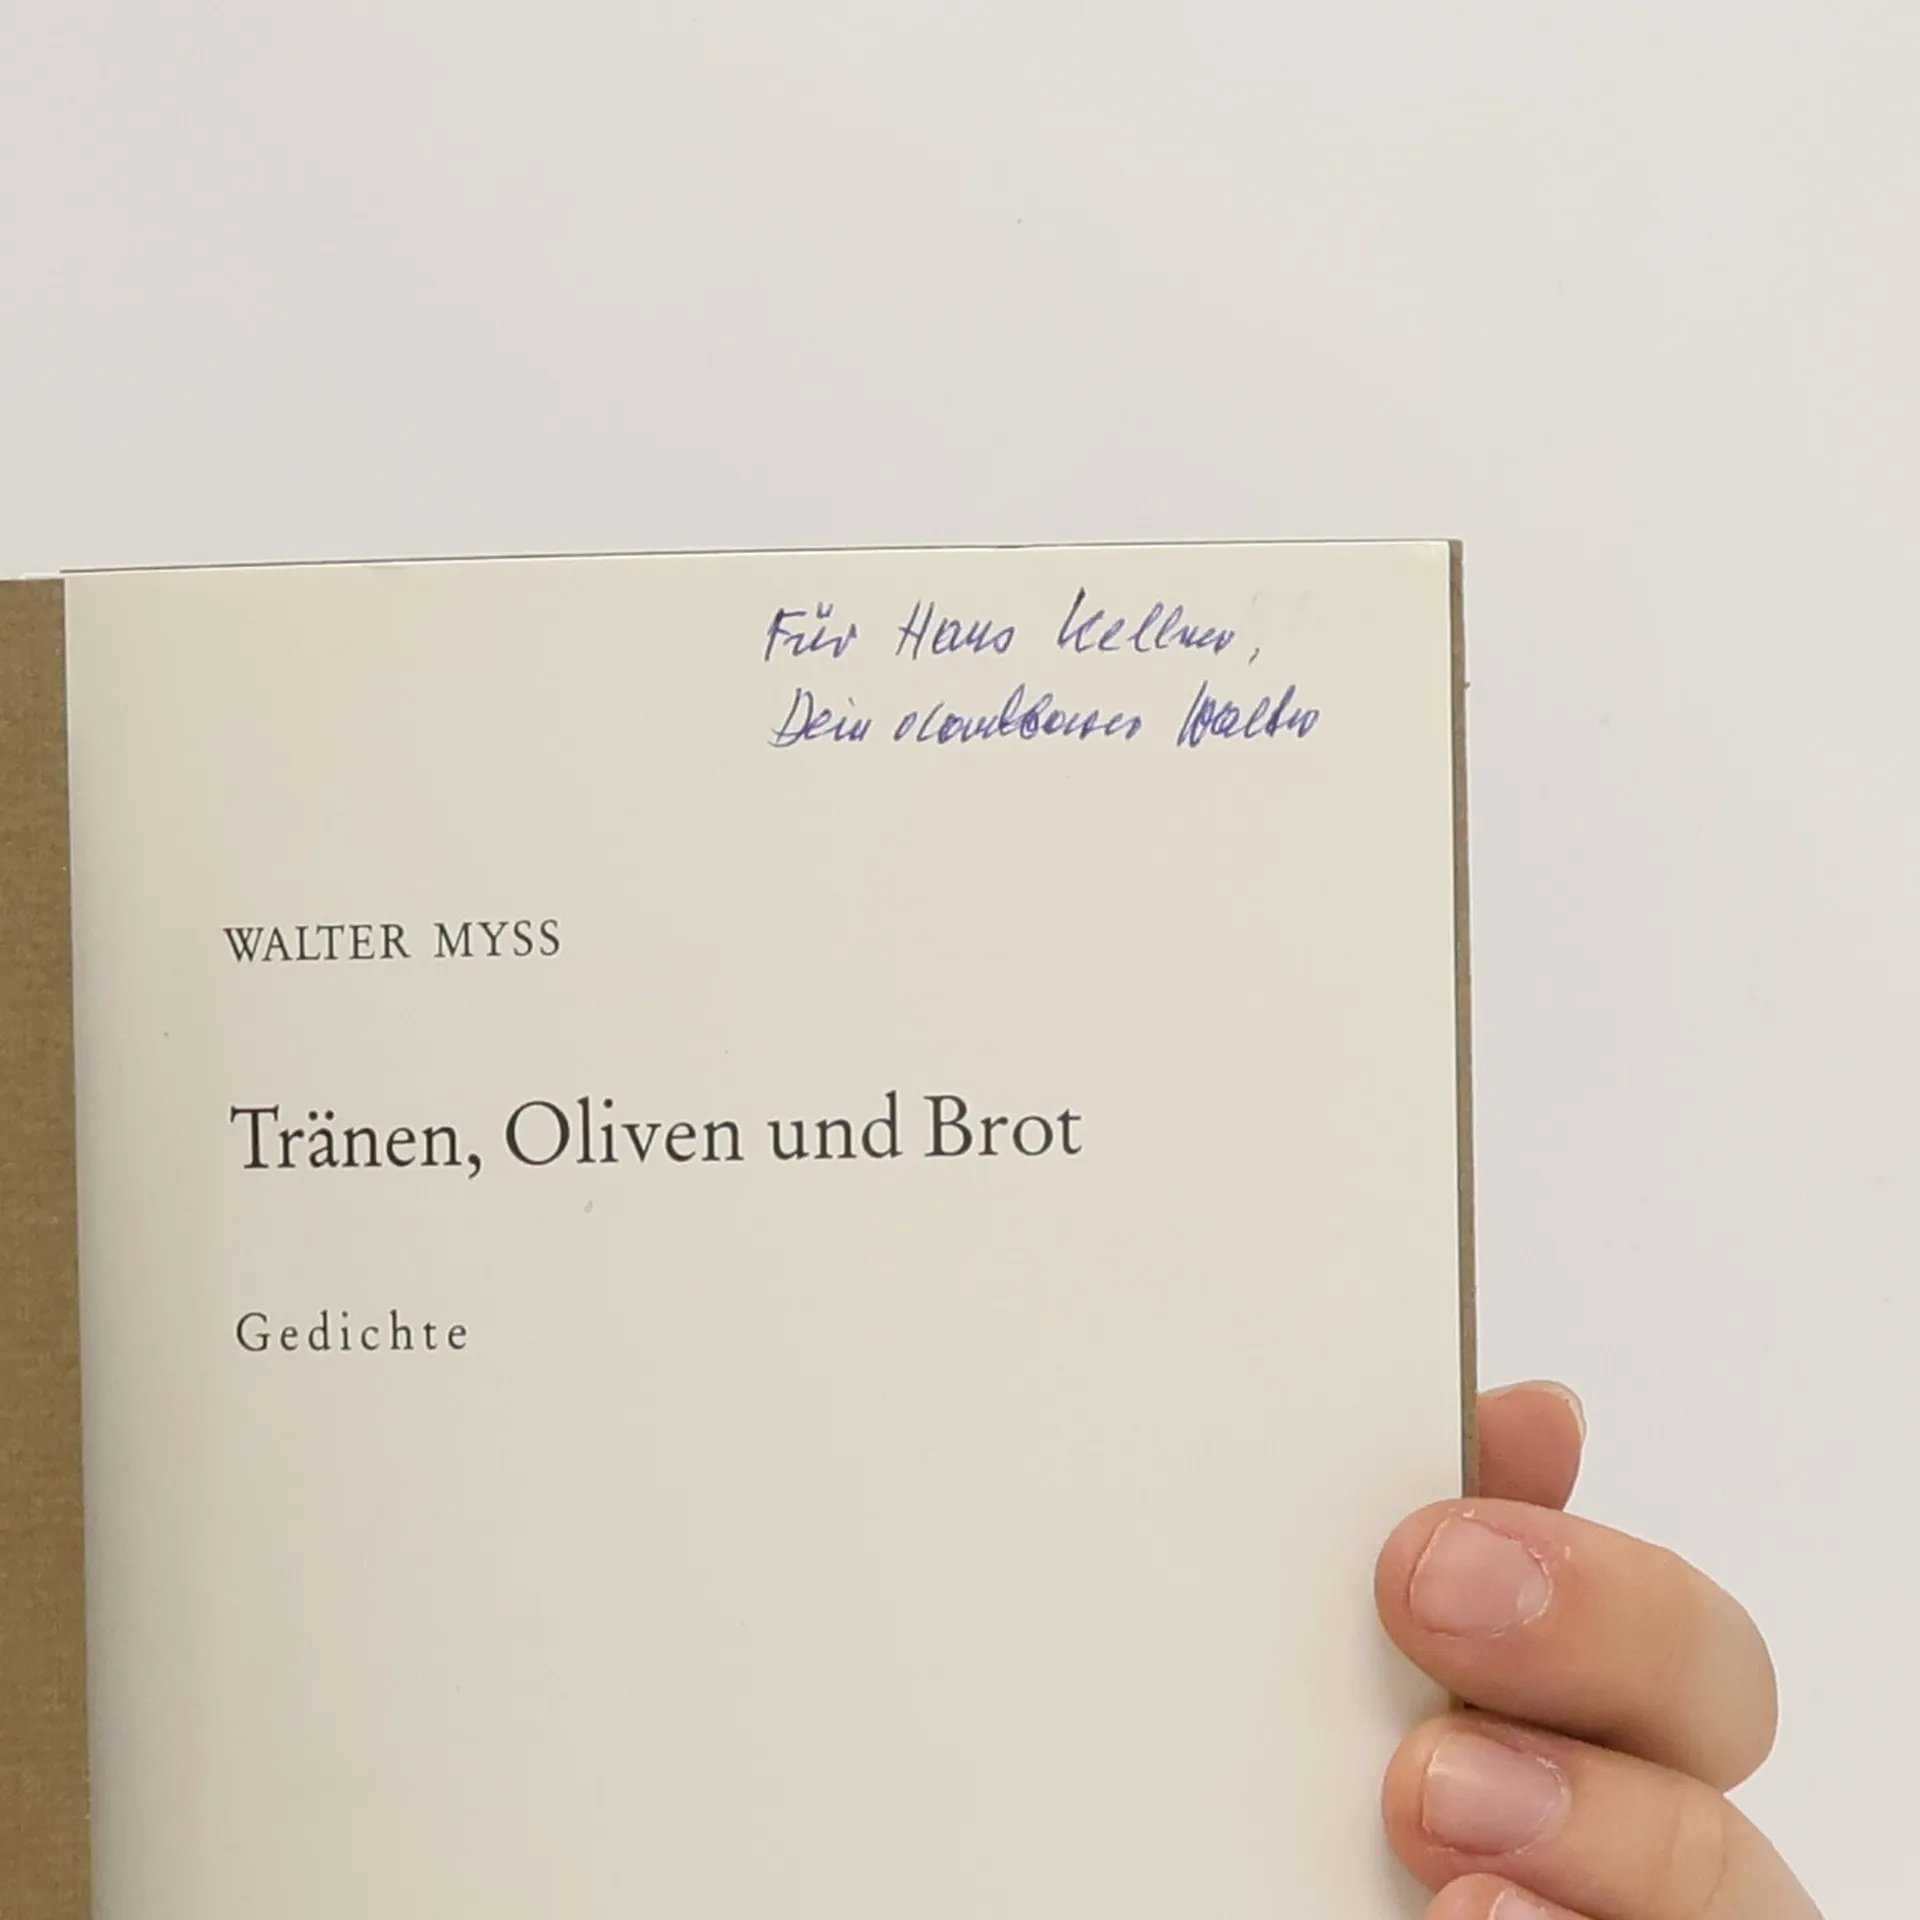 Für Hans Kellner,
Dein dankbarer Walter
WALTER MYSS
Tränen, Oliven und Brot
Gedichte